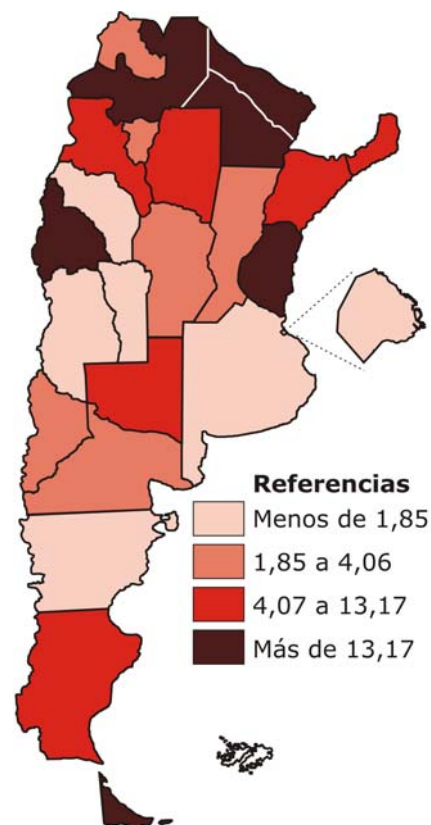 Referencias
Menos de 1,85
1,85 a 4,06
4,07 a 13,17
Más de 13,17